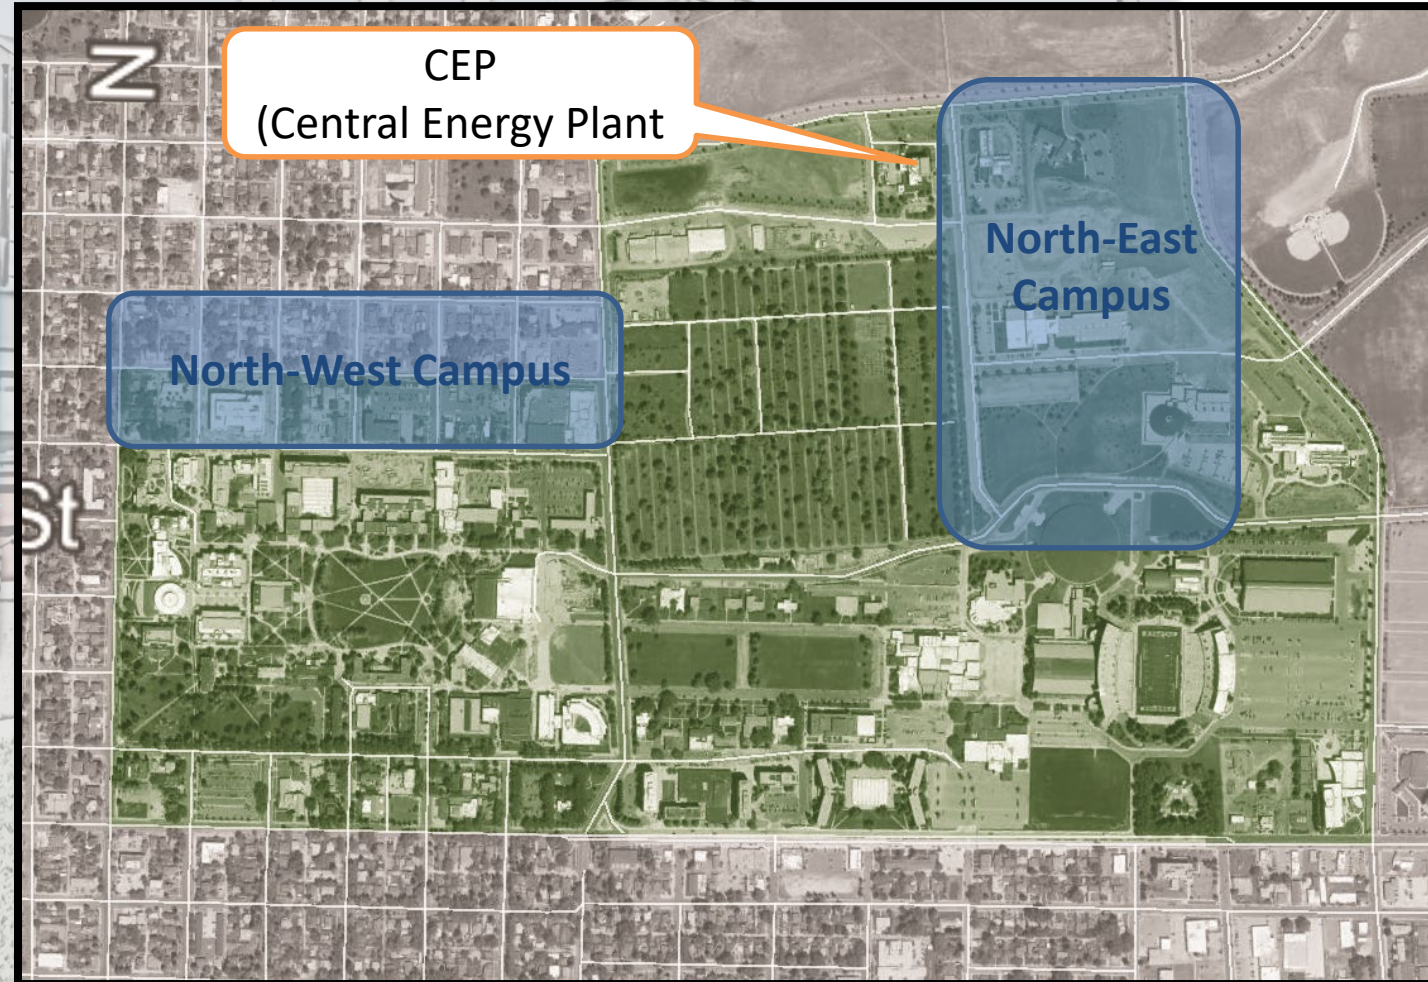 N
CEP
(Central Energy Plant
North-East
Campus
North-West Campus
St